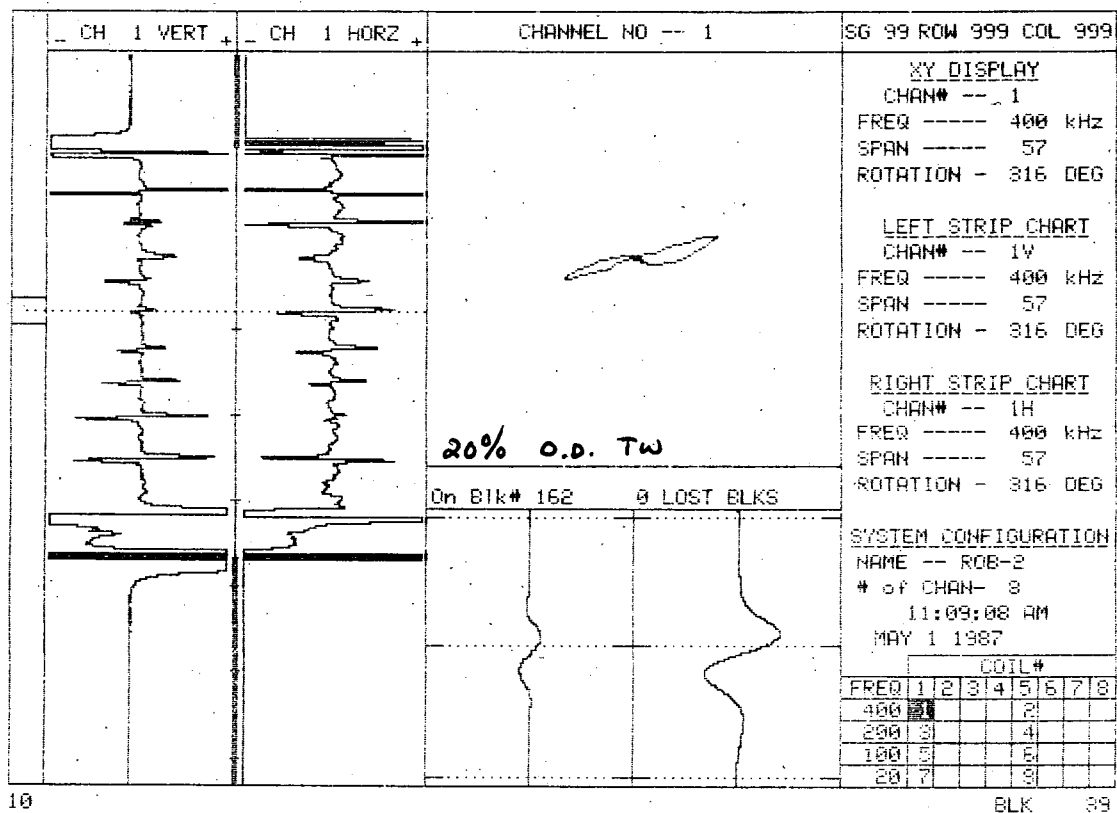 _ CH 1 VERT +
_ CH 1 HORZ +
CHANNEL NO -- 1
SG 99 ROW 999 COL 999
XY DISPLAY
CHAN# -- 1
FREQ ----- 400 kHz
SPAN ----- 57
ROTATION - 316 DEG
LEFT STRIP CHART
CHAN# -- 1V
FREQ ----- 400 kHz
SPAN ----- 57
ROTATION - 316 DEG
RIGHT STRIP CHART
CHAN# -- 1H
FREQ ----- 400 kHz
SPAN ----- 57
ROTATION - 316 DEG
20% O.D. TW
On Blk# 162 0 LOST BLKS
SYSTEM CONFIGURATION
NAME -- ROB-2
# of CHAN- 8
11:09:08 AM
MAY 1 1987
COIL#
FREQ 1 2 3 4 5 6 7 8
400 2
200 3 4
100 5 6
20 7 8
10
BLK 39